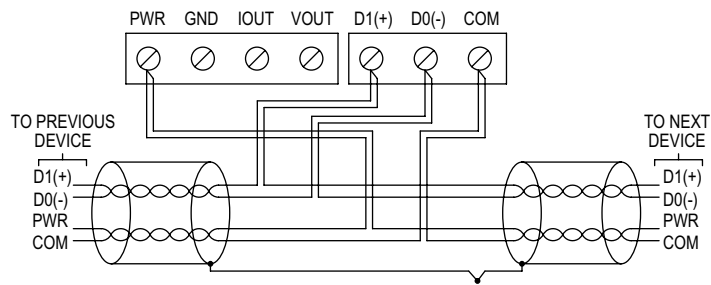 PWR GND IOUT VOUT D1(+) D0(-) COM
TO PREVIOUS
DEVICE
D1(+)
D0(-)
PWR
COM
TO NEXT
DEVICE
D1(+)
D0(-)
PWR
COM